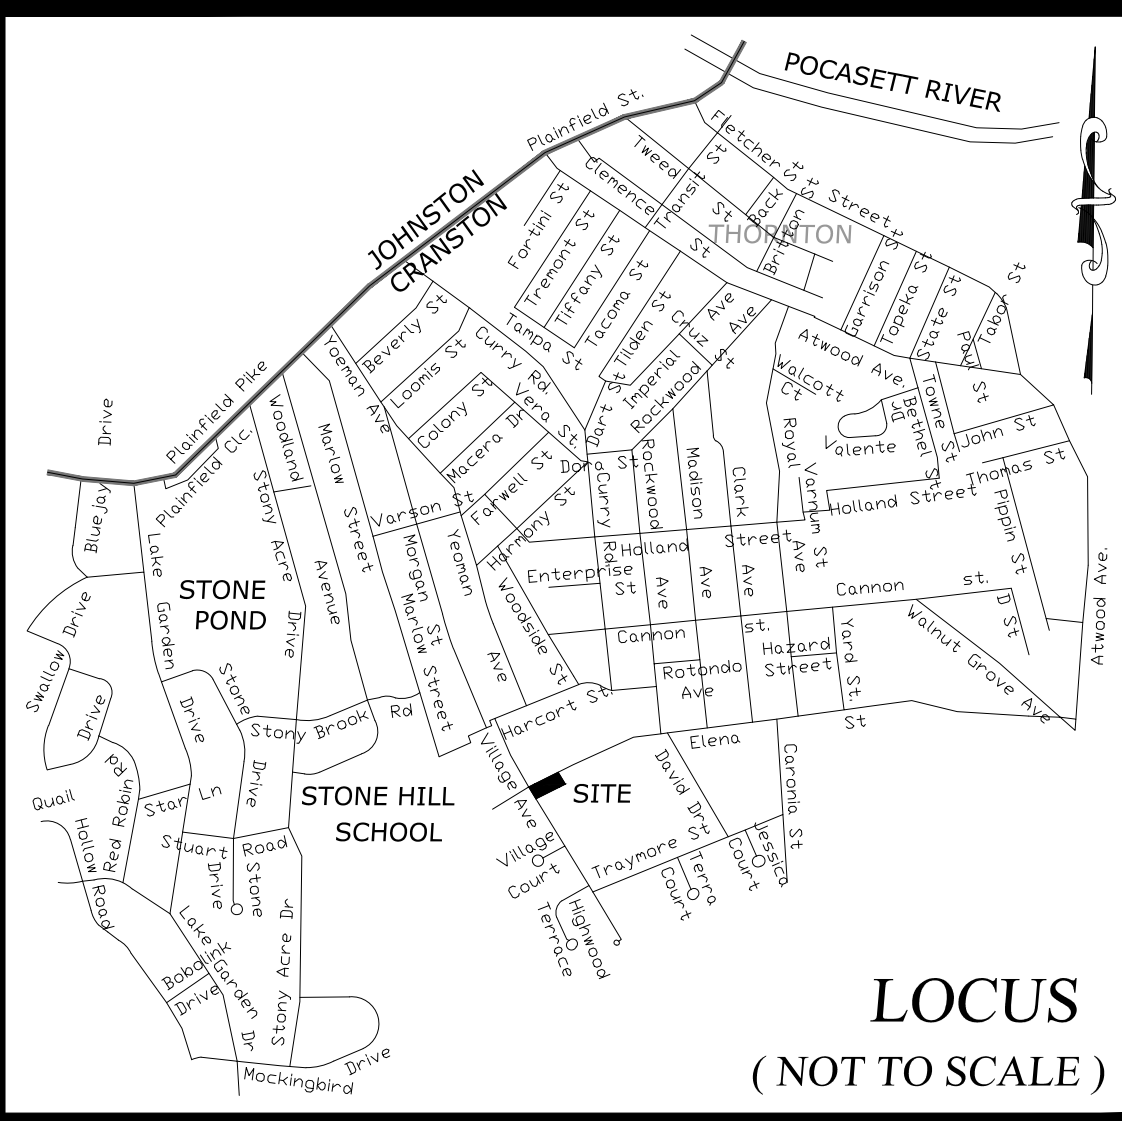 POCASETT RIVER
Plainfield St.
Fletcher St
Tweed St
Clemence St
Transit St
Back St
Britton St
Street
THORNTON
JOHNSTON
CRANSTON
Fortini St
Tremont St
Tiffany St
Tacoma St
Tilden St
Tampa St
Garrison St
Topeka St
State St
Tabor St
Paul St
Cruz Ave
Imperial Ave
Rockwood St
Atwood Ave.
Walcott Ct
Valente Dr
Bethel St
Towne St
John St
Thomas St
Plainfield Pike
Plainfield Clc.
Beverly St
Loomis St
Colony St
Macera Dr
Farwell St
Harmony St
Curry Rd.
Vera St.
Dart St
Dora St
Yoeman Ave
Woodland
Marlow Street
Avenue
Stony Acre Drive
Varson St
Morgan St
Marlow Street
Yeoman Ave
Woodside St
Curry Rd
Rockwood Ave
Madison Ave
Clark Ave
Royal Ave
Varnum St
Holland Street
Holland Street
Pippin St
Enterprise St
Cannon st.
Cannon st.
D St
Walnut Grove Ave
Atwood Ave.
Hazard Street
Yard St.
Rotondo Ave
Elena St
Harcort St.
Drive
Bluejay
Lake Garden Drive
STONE
POND
Swallow Drive
Drive
Stone Drive
Stony Brook Rd
Quail
Hollow Road
Red Robin Rd
Star Ln
Stuart Road
Drive
Stone
STONE HILL
SCHOOL
SITE
Village Ave
Village Court
David Dr
Caronia St
Traymore St
Terra Court
Jessica Court
Highwood Terrace
Lake Garden Dr
Bobolink Drive
Stony Acre Dr
Mockingbird Drive
LOCUS
( NOT TO SCALE )